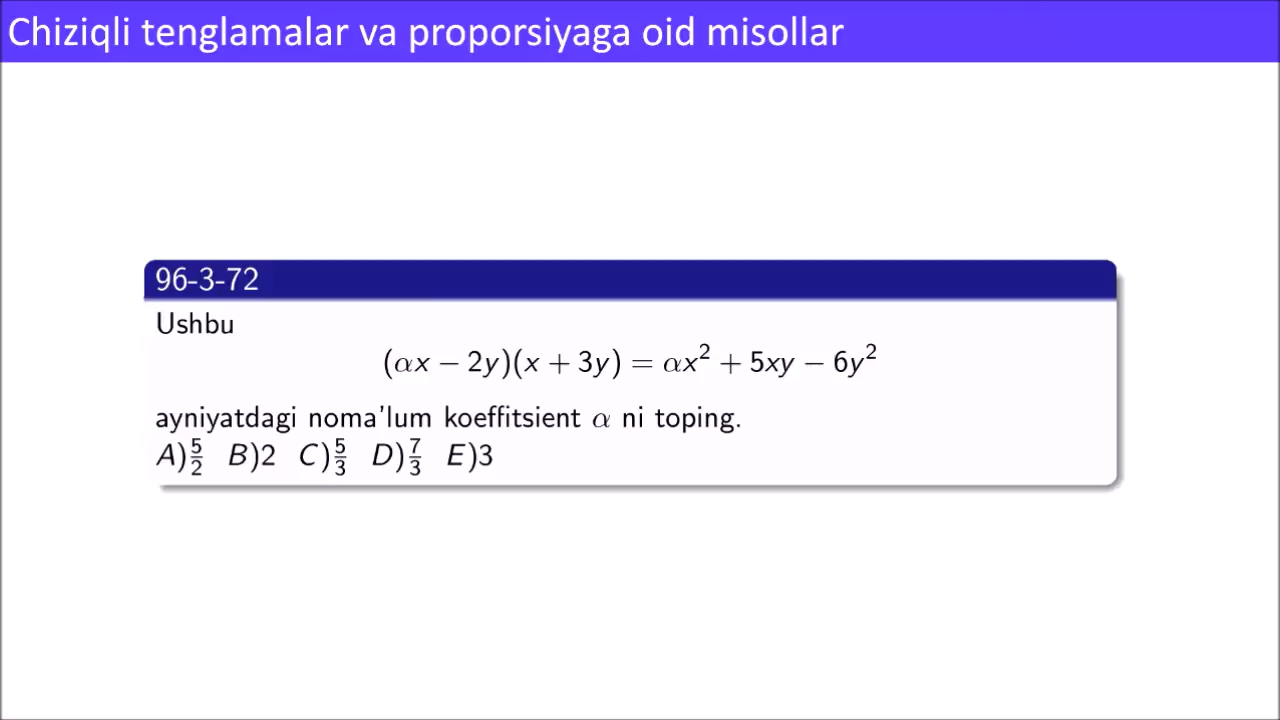 Chiziqli tenglamalar va proporsiyaga oid misollar
96-3-72
Ushbu
(αx − 2y)(x + 3y) = αx² + 5xy − 6y²
ayniyatdagi noma'lum koeffitsient α ni toping.
A)5/2 B)2 C)5/3 D)7/3 E)3